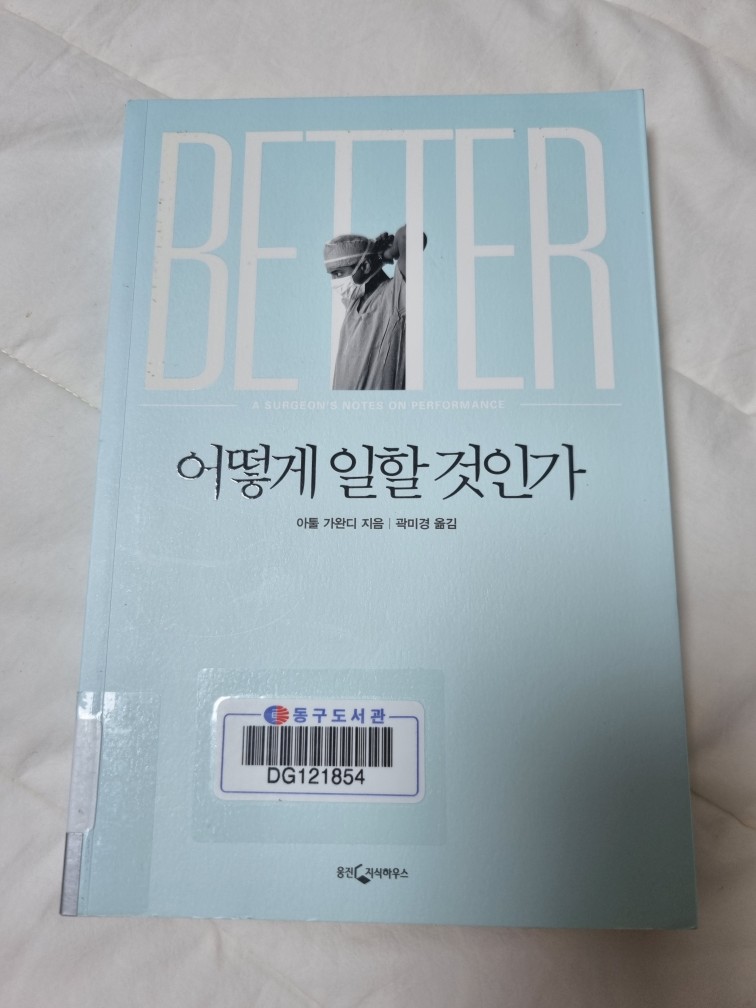 BETTER
A SURGEON'S NOTES ON PERFORMANCE
어떻게 일할 것인가
아툴 가완디 지음 | 곽미경 옮김
동구도서관
DG121854
웅진 지식하우스